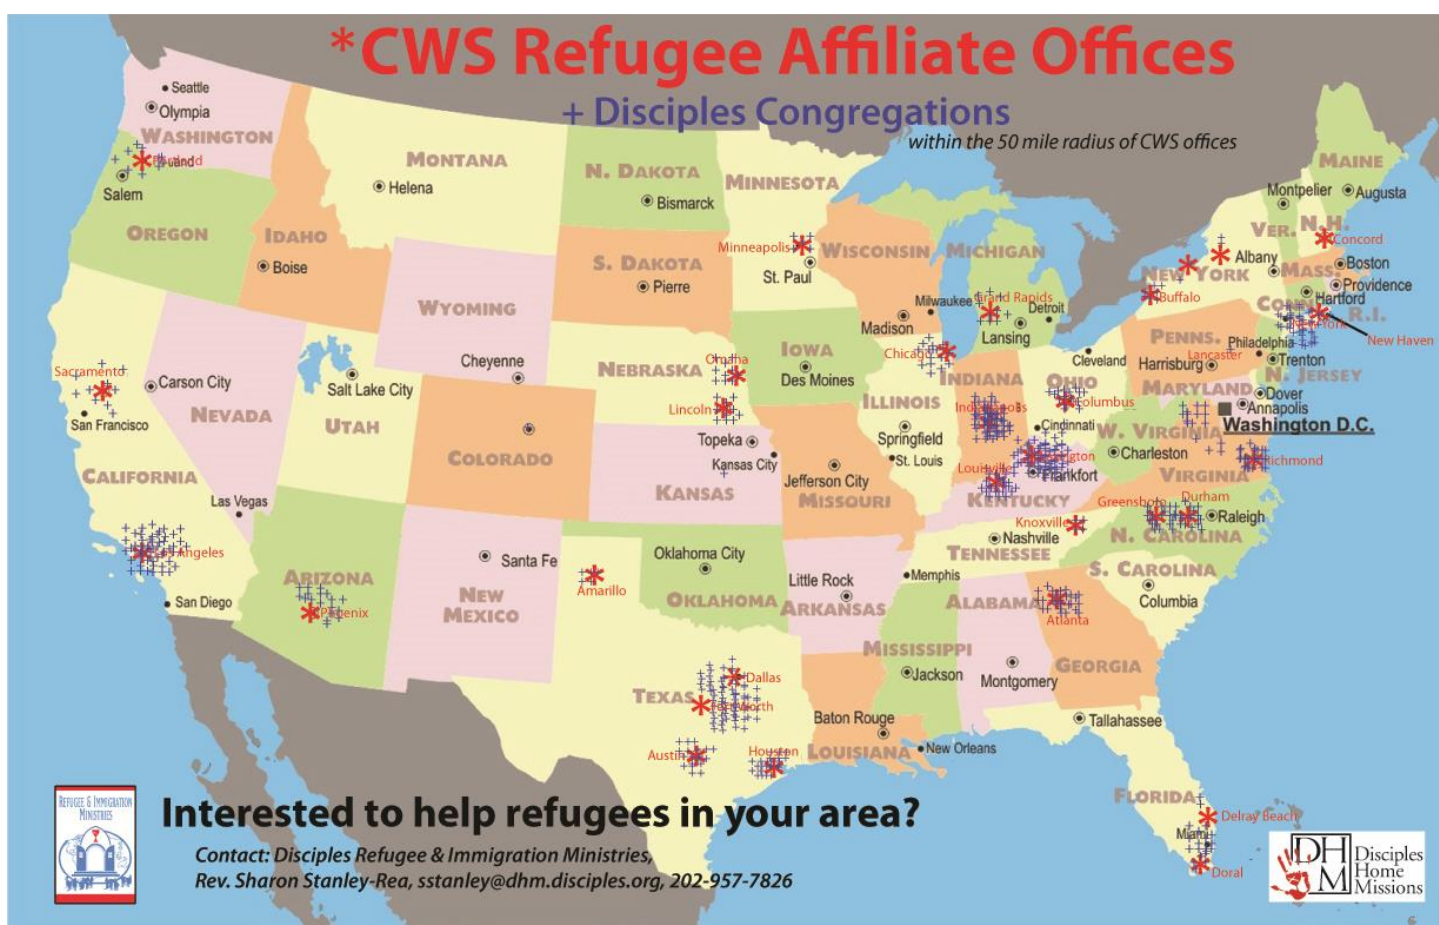 *CWS Refugee Affiliate Offices
+ Disciples Congregations
within the 50 mile radius of CWS offices
Seattle
Olympia
WASHINGTON
Salem
OREGON
IDAHO
Boise
MONTANA
Helena
N. DAKOTA
Bismarck
MINNESOTA
Minneapolis
St. Paul
S. DAKOTA
Pierre
WYOMING
Cheyenne
WISCONSIN
Madison
Milwaukee
MICHIGAN
Grand Rapids
Lansing
Detroit
MAINE
Augusta
Montpelier
VER.
N.H.
Concord
Albany
NEW YORK
Buffalo
MASS.
Boston
Providence
Hartford
CONN.
R.I.
New York
New Haven
PENNS.
Lancaster
Harrisburg
Philadelphia
Trenton
N. JERSEY
MARYLAND
Dover
Annapolis
Washington D.C.
Sacramento
Carson City
San Francisco
NEVADA
Salt Lake City
UTAH
CALIFORNIA
Las Vegas
Los Angeles
San Diego
COLORADO
NEBRASKA
Omaha
Lincoln
IOWA
Des Moines
Chicago
ILLINOIS
Springfield
INDIANA
Indianapolis
OHIO
Cleveland
Columbus
Cincinnati
W. VIRGINIA
Charleston
VIRGINIA
Richmond
Topeka
Kansas City
KANSAS
Jefferson City
MISSOURI
St. Louis
Louisville
Lexington
Frankfort
KENTUCKY
Knoxville
Nashville
TENNESSEE
Memphis
Greensboro
Durham
Raleigh
N. CAROLINA
S. CAROLINA
Columbia
ARIZONA
Phoenix
Santa Fe
NEW
MEXICO
Amarillo
Oklahoma City
OKLAHOMA
Little Rock
ARKANSAS
MISSISSIPPI
Jackson
ALABAMA
Montgomery
Atlanta
GEORGIA
TEXAS
Dallas
Fort Worth
Austin
Houston
Baton Rouge
LOUISIANA
New Orleans
Tallahassee
FLORIDA
Delray Beach
Miami
Doral
REFUGEE & IMMIGRATION
MINISTRIES
Interested to help refugees in your area?
Contact: Disciples Refugee & Immigration Ministries,
Rev. Sharon Stanley-Rea, sstanley@dhm.disciples.org, 202-957-7826
DHM
Disciples
Home
Missions